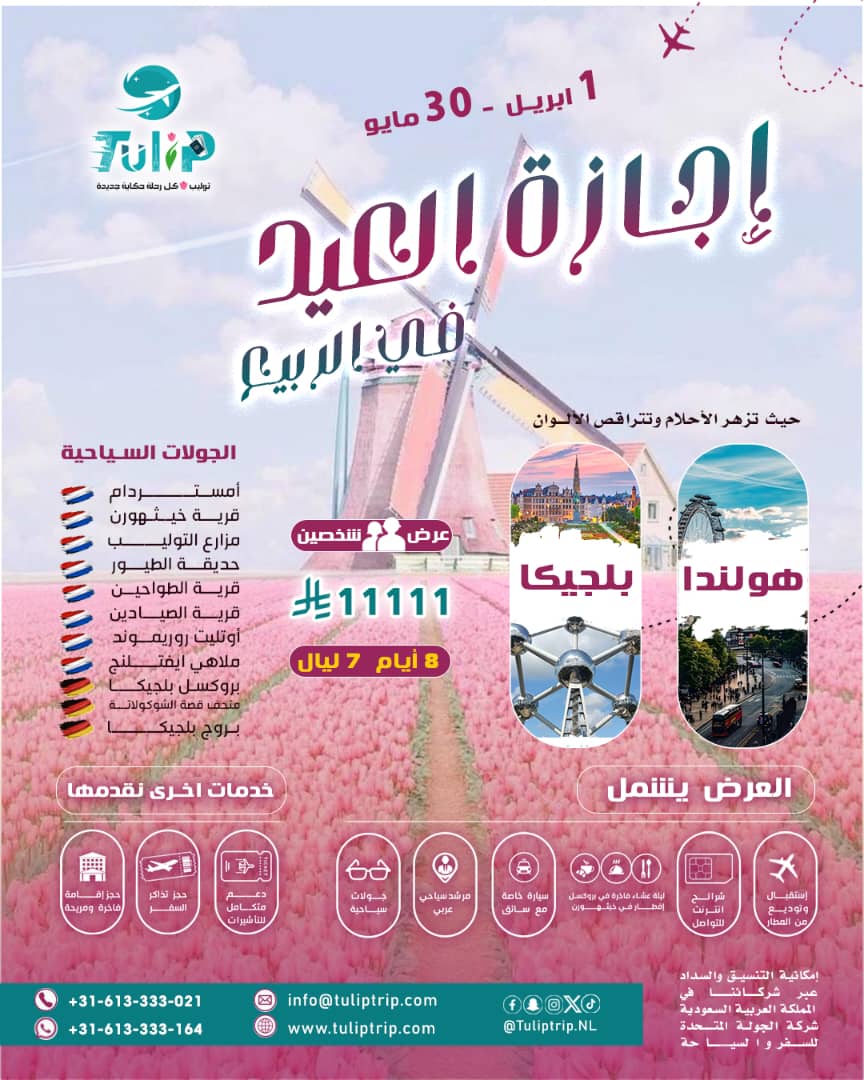 TuliP
توليب كل رحلة حكاية جديدة
1 ابريل - 30 مايو
إجازة العيد
في الربيع
حيث تزهر الأحلام وتتراقص الألوان
هولندا
بلجيكا
عرض شخصين
11111
8 أيام 7 ليال
الجولات السياحية
أمستـردام
قرية خيثهورن
مزارع التوليب
حديقة الطيور
قرية الطواحين
قرية الصيادين
أوتليت روريموند
ملاهي ايفتلنج
بروكسل بلجيكا
متحف قصة الشوكولاتة
بروج بلجيكا
العرض يشمل
إستقبال
وتوديع
من المطار
شرائح
انترنت
للتواصل
ليلة عشاء فاخرة في بروكسل
إفطار في خيثهورن
سيارة خاصة
مع سائق
مرشد سياحي
عربي
جولات
سياحية
خدمات اخرى نقدمها
دعم
متكامل
للتأشيرات
حجز تذاكر
السفر
حجز إقامة
فاخرة ومريحة
إمكانية التنسيق والسداد
عبر شركائنا في
المملكة العربية السعودية
شركة الجولة المتحدة
للسفر والسياحة
@Tuliptrip.NL
info@tuliptrip.com
www.tuliptrip.com
+31-613-333-021
+31-613-333-164